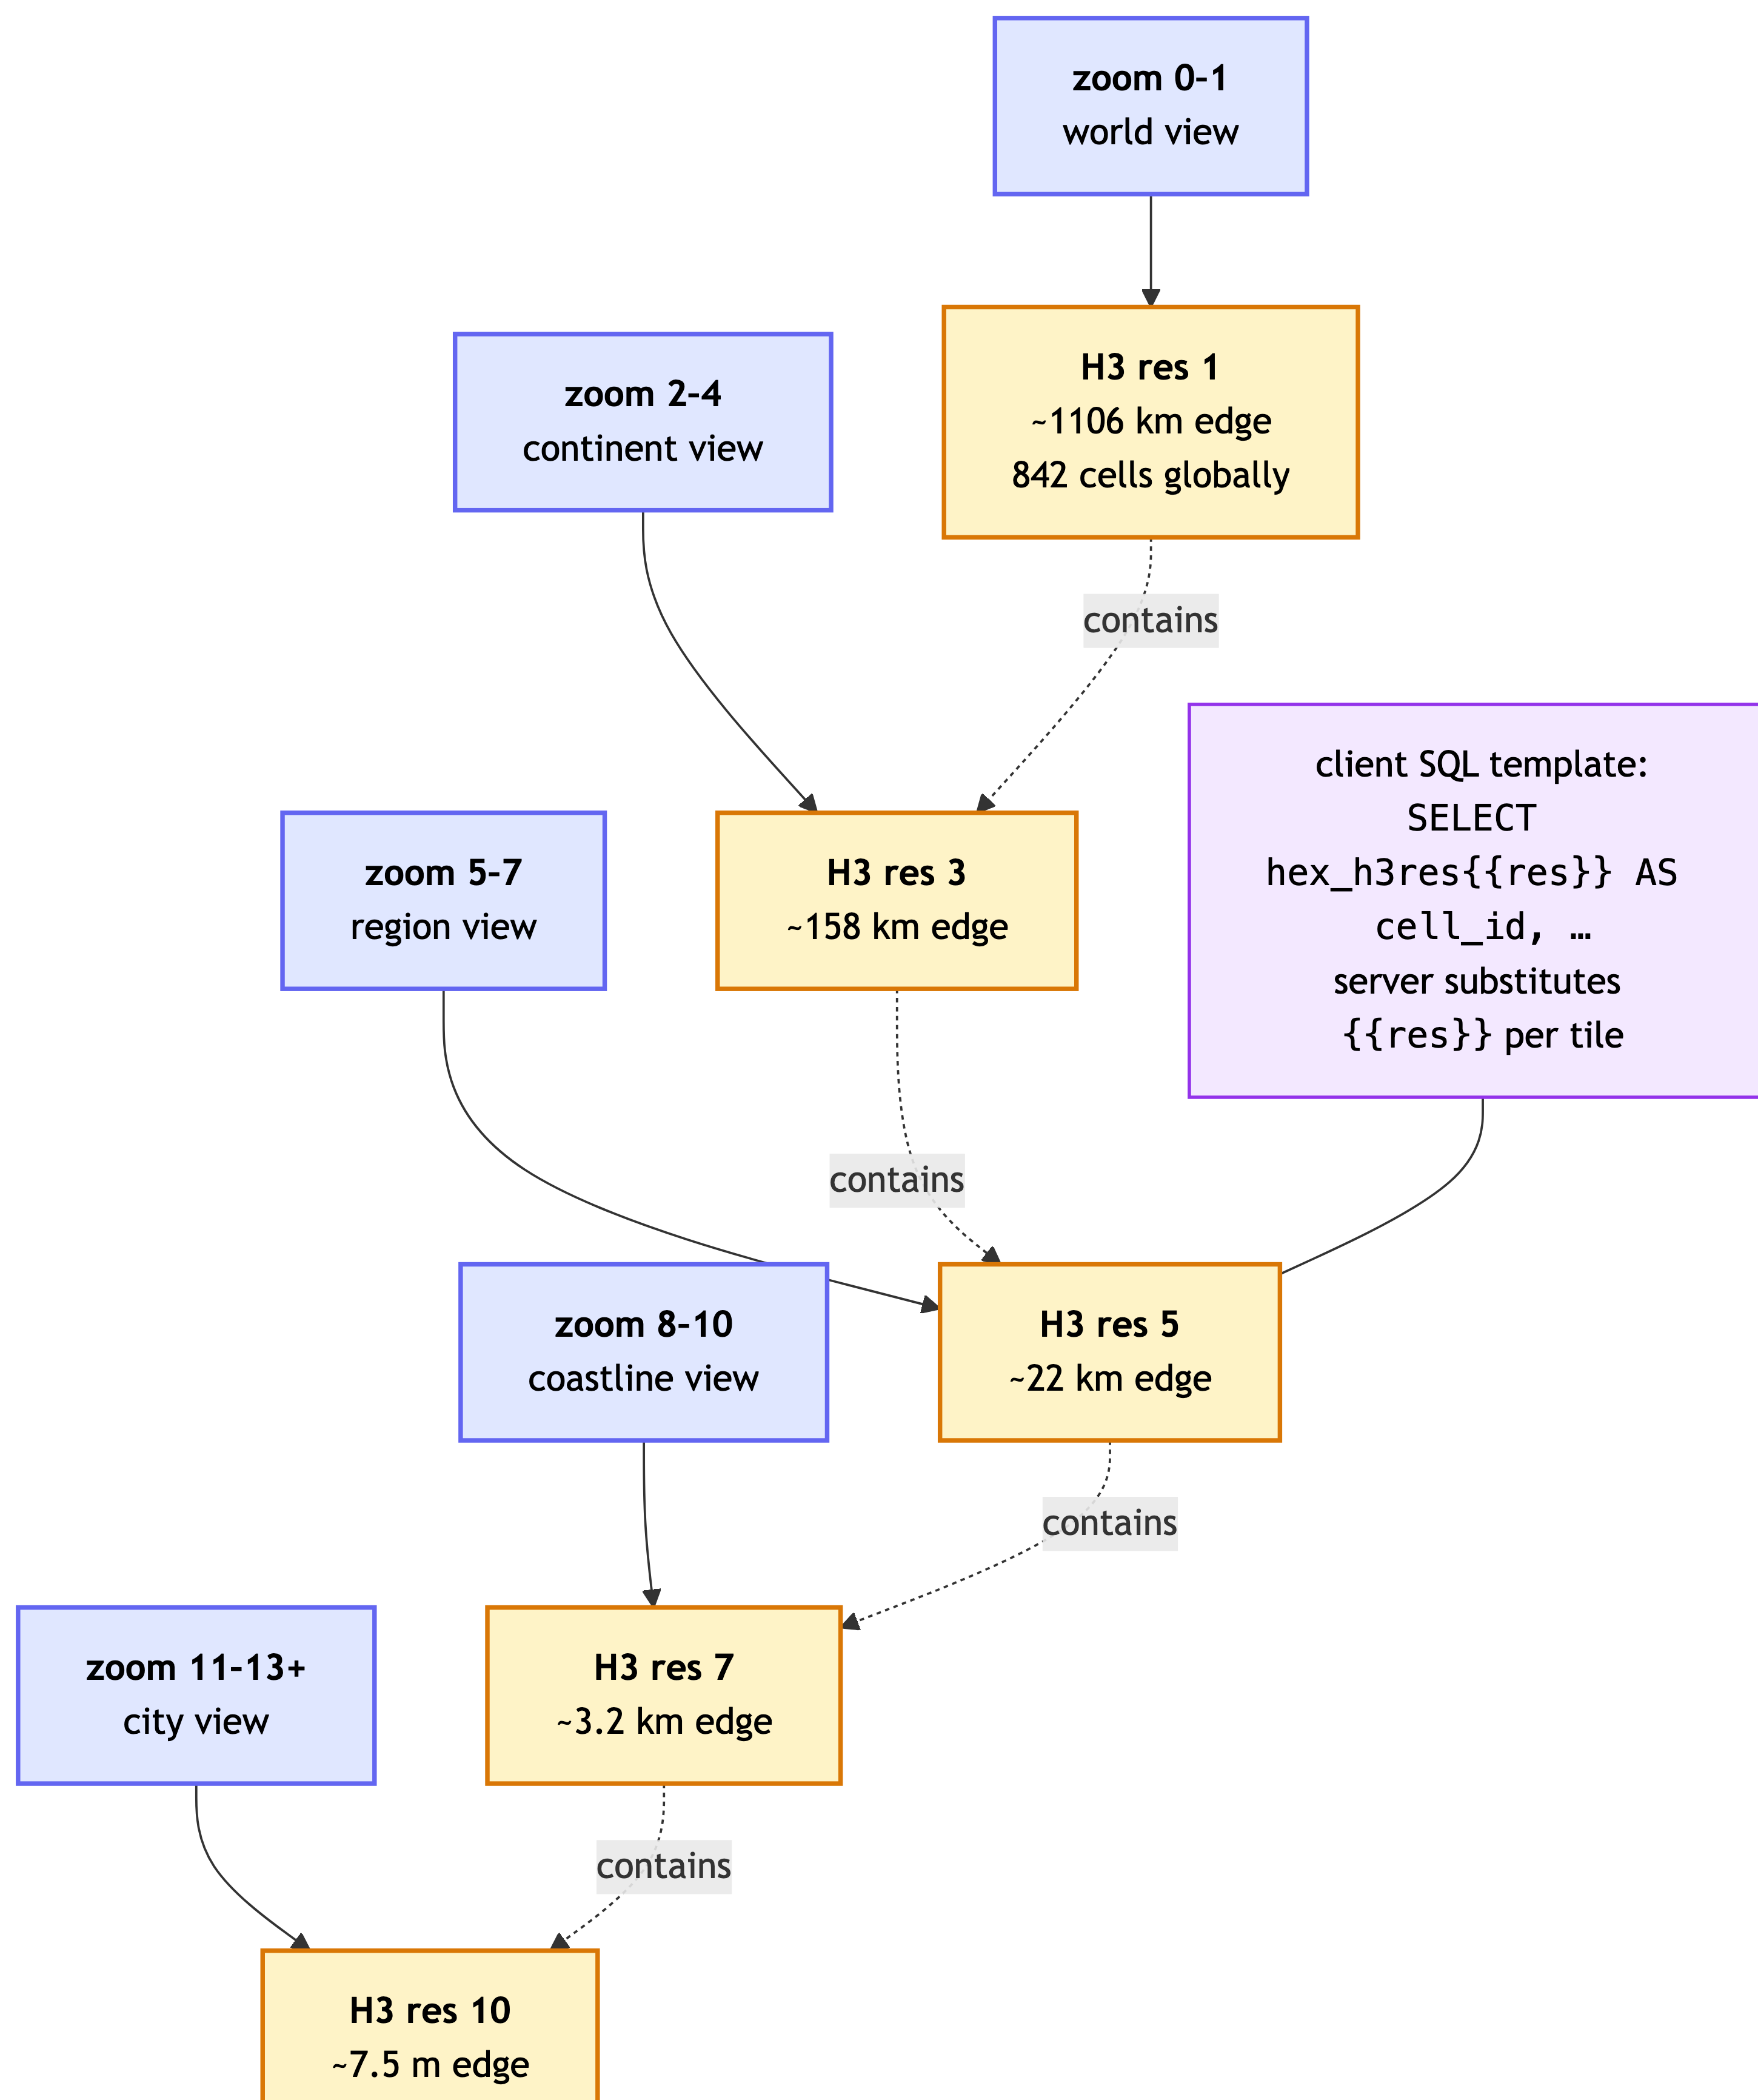 zoom 0–1
world view
H3 res 1
~1106 km edge
842 cells globally
zoom 2–4
continent view
contains
client SQL template:
SELECT
hex_h3res{{res}} AS
cell_id, …
server substitutes
{{res}} per tile
zoom 5–7
region view
H3 res 3
~158 km edge
contains
zoom 8–10
coastline view
H3 res 5
~22 km edge
contains
zoom 11–13+
city view
H3 res 7
~3.2 km edge
contains
H3 res 10
~7.5 m edge